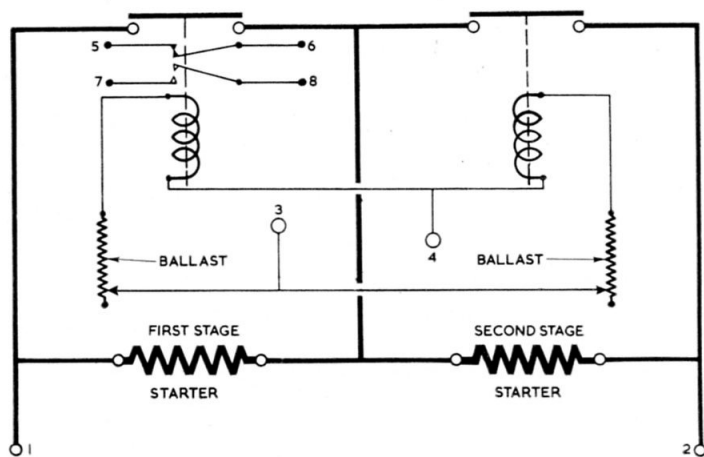 5 6
7 8
3
4
BALLAST BALLAST
FIRST STAGE SECOND STAGE
STARTER STARTER
1 2